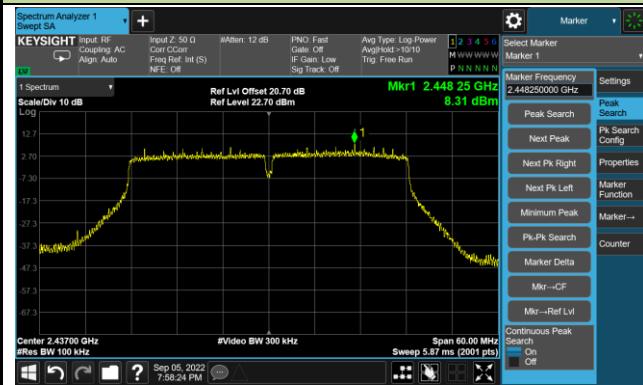 Spectrum Analyzer 1
Swept SA
+
Marker
KEYSIGHT
Input: RF
Coupling: AC
Align: Auto
Input Z: 50 Ω
Corr CCorr
Freq Ref: Int (S)
NFE: Off
#Atten: 12 dB
PNO: Fast
Gate: Off
IF Gain: Low
Sig Track: Off
Avg Type: Log-Power
Avg|Hold:>10/10
Trig: Free Run
1 2 3 4 5 6
M W W W W W
P N N N N N
LXI
Select Marker
Marker 1
1 Spectrum
Scale/Div 10 dB
Log
Ref Lvl Offset 20.70 dB
Ref Level 22.70 dBm
Mkr1 2.448 25 GHz
8.31 dBm
1
12.7
2.70
-7.30
-17.3
-27.3
-37.3
-47.3
-57.3
-67.3
Center 2.43700 GHz
#Res BW 100 kHz
#Video BW 300 kHz
Span 60.00 MHz
Sweep 5.87 ms (2001 pts)
Marker Frequency
2.448250000 GHz
Peak Search
Next Peak
Next Pk Right
Next Pk Left
Minimum Peak
Pk-Pk Search
Marker Delta
Mkr→CF
Mkr→Ref Lvl
Continuous Peak
Search
On
Off
Settings
Peak
Search
Pk Search
Config
Properties
Marker
Function
Marker→
Counter
?
Sep 05, 2022
7:58:24 PM